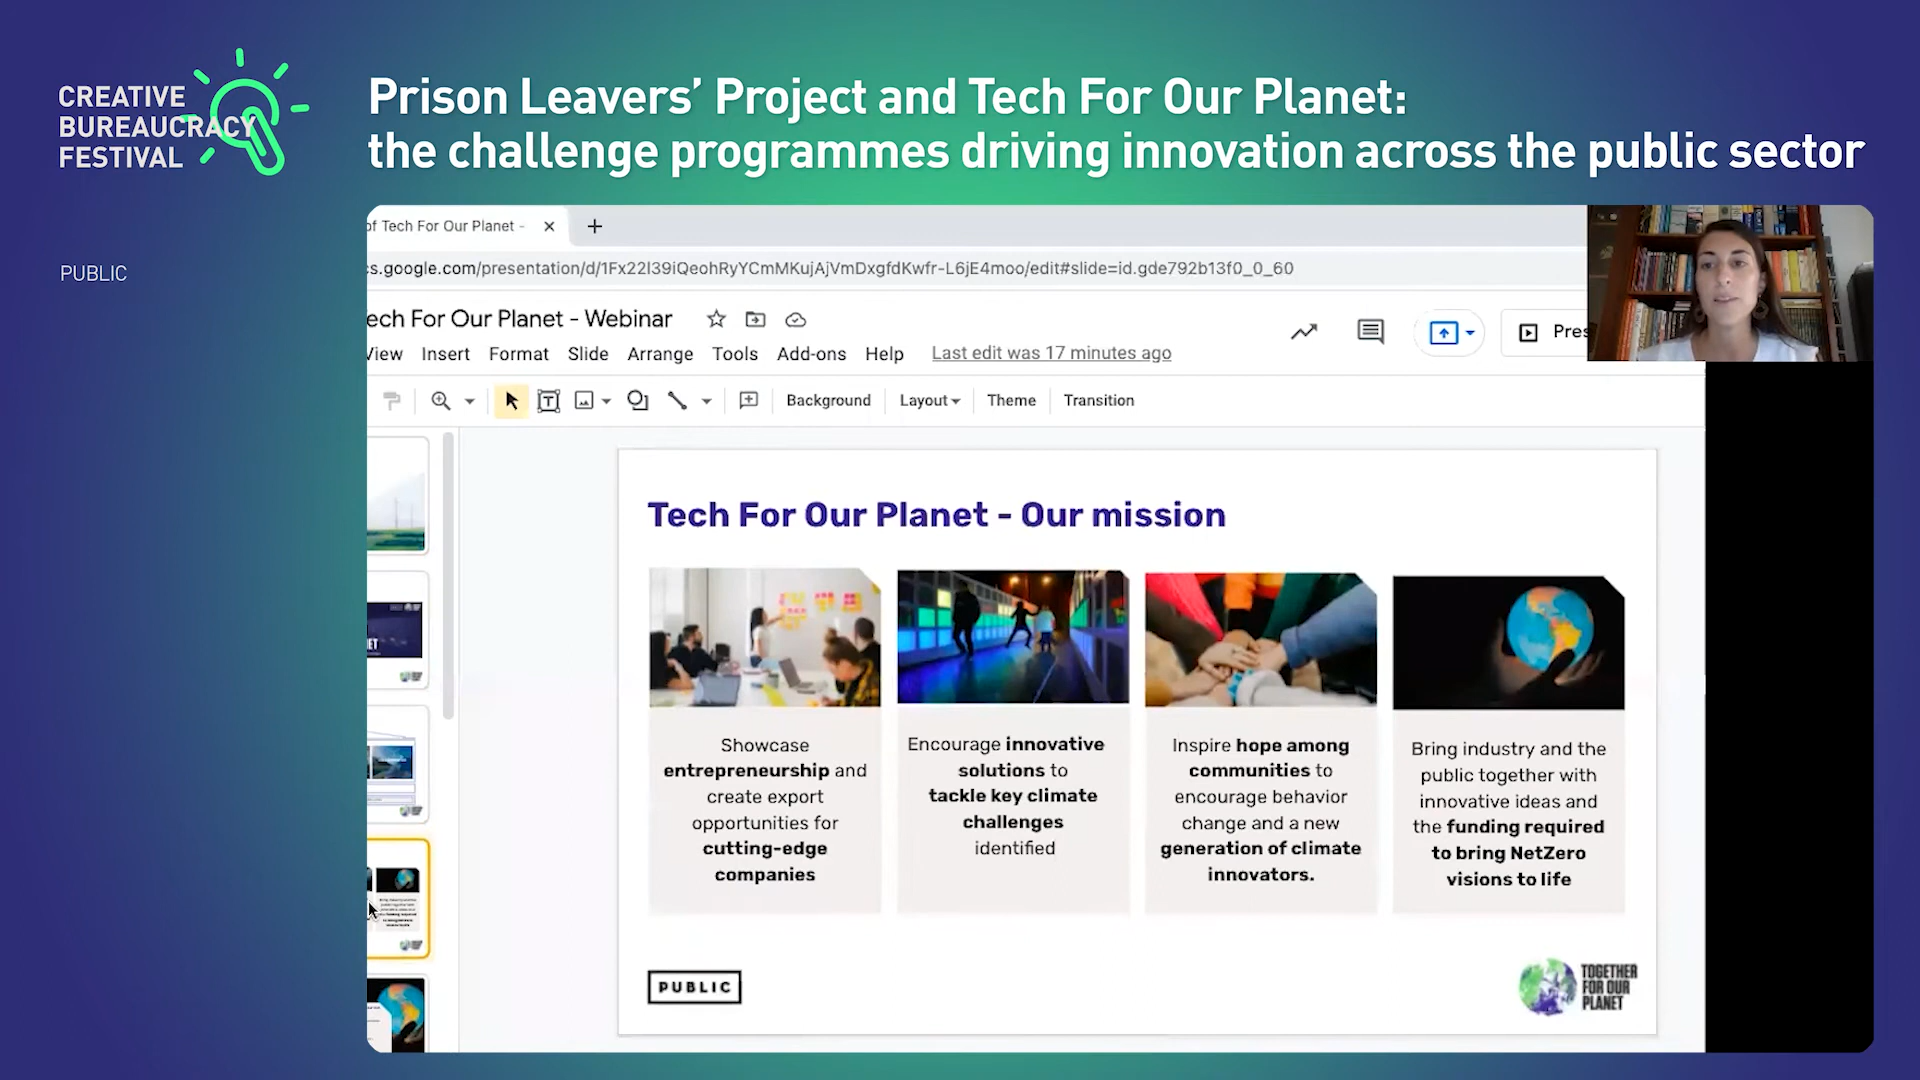 CREATIVE
BUREAUCRACY
FESTIVAL
Prison Leavers’ Project and Tech For Our Planet:
the challenge programmes driving innovation across the public sector
PUBLIC
of Tech For Our Planet -
cs.google.com/presentation/d/1Fx22I39iQeohRyYCmMKujAjVmDxgfdKwfr-L6jE4moo/edit#slide=id.gde792b13f0_0_60
ech For Our Planet - Webinar
View Insert Format Slide Arrange Tools Add-ons Help Last edit was 17 minutes ago
Pres
Background Layout Theme Transition
Tech For Our Planet - Our mission
Showcase
entrepreneurship and
create export
opportunities for
cutting-edge
companies
Encourage innovative
solutions to
tackle key climate
challenges
identified
Inspire hope among
communities to
encourage behavior
change and a new
generation of climate
innovators.
Bring industry and the
public together with
innovative ideas and
the funding required
to bring NetZero
visions to life
PUBLIC
TOGETHER
FOR OUR
PLANET